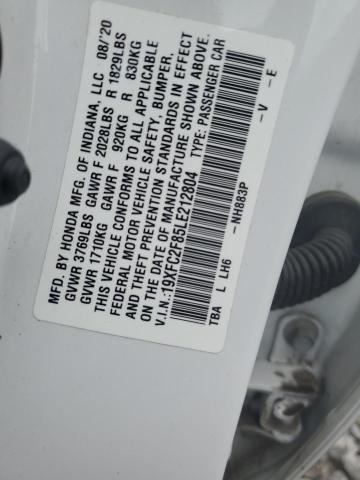 MFD. BY HONDA MFG. OF INDIANA, LLC 08/'20
GVWR 3769LBS GAWR F 2028LBS R 1829LBS
GVWR 1710KG GAWR F 920KG R 830KG
THIS VEHICLE CONFORMS TO ALL APPLICABLE
FEDERAL MOTOR VEHICLE SAFETY, BUMPER,
AND THEFT PREVENTION STANDARDS IN EFFECT
ON THE DATE OF MANUFACTURE SHOWN ABOVE.
V.I.N.:19XFC2F85LE212804 TYPE: PASSENGER CAR
TBA L LH6 -NH883P -V -E